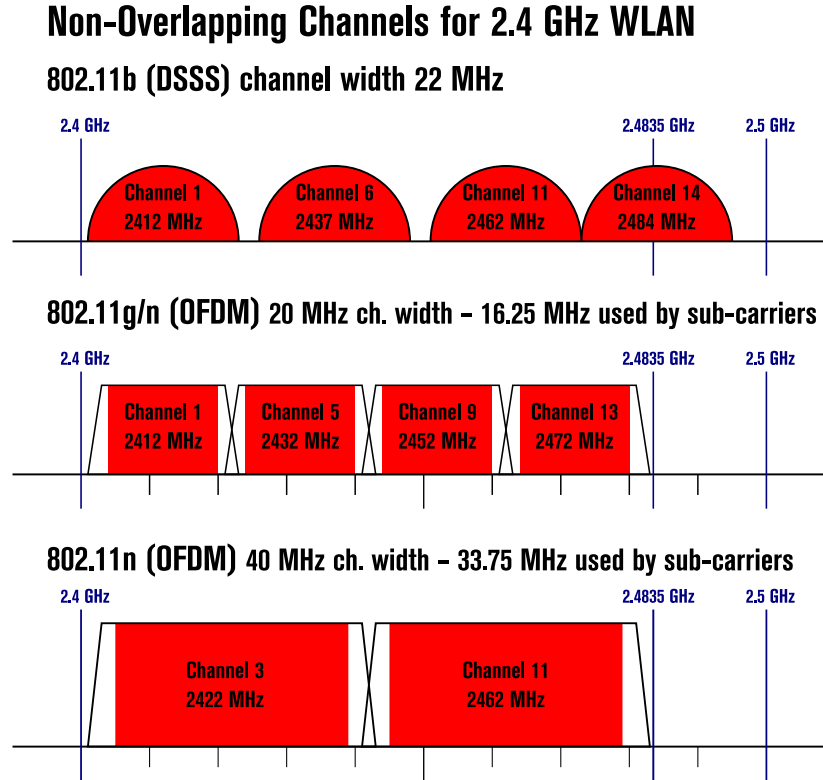 Non-Overlapping Channels for 2.4 GHz WLAN
802.11b (DSSS) channel width 22 MHz
2.4 GHz 2.4835 GHz 2.5 GHz
Channel 1 Channel 6 Channel 11 Channel 14
2412 MHz 2437 MHz 2462 MHz 2484 MHz
802.11g/n (OFDM) 20 MHz ch. width – 16.25 MHz used by sub-carriers
2.4 GHz 2.4835 GHz 2.5 GHz
Channel 1 Channel 5 Channel 9 Channel 13
2412 MHz 2432 MHz 2452 MHz 2472 MHz
802.11n (OFDM) 40 MHz ch. width – 33.75 MHz used by sub-carriers
2.4 GHz 2.4835 GHz 2.5 GHz
Channel 3 Channel 11
2422 MHz 2462 MHz